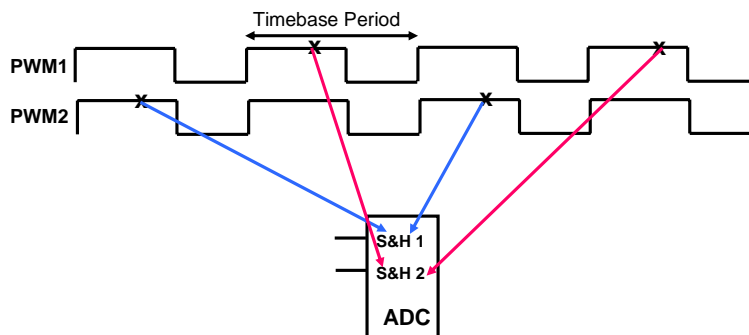 Timebase Period
x
x
PWM1
x
x
PWM2
S&H 1
S&H 2
ADC